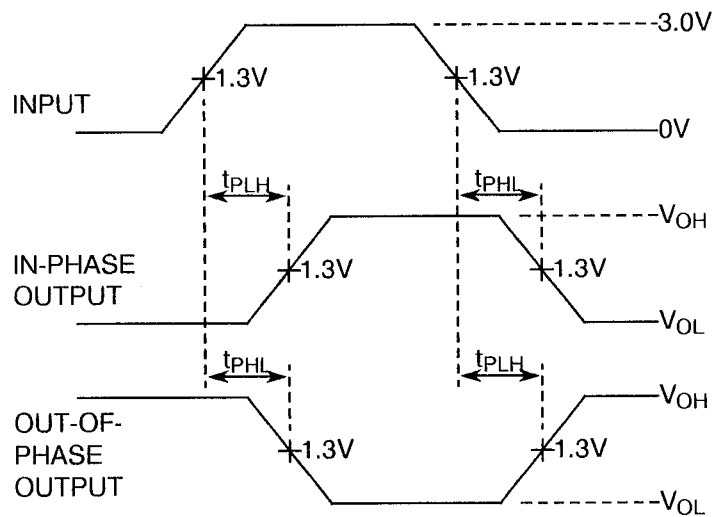 3.0V
1.3V
1.3V
INPUT
0V
tPLH
tPHL
VOH
IN-PHASE
OUTPUT
1.3V
1.3V
VOL
tPHL
tPLH
VOH
OUT-OF-
PHASE
OUTPUT
1.3V
1.3V
VOL